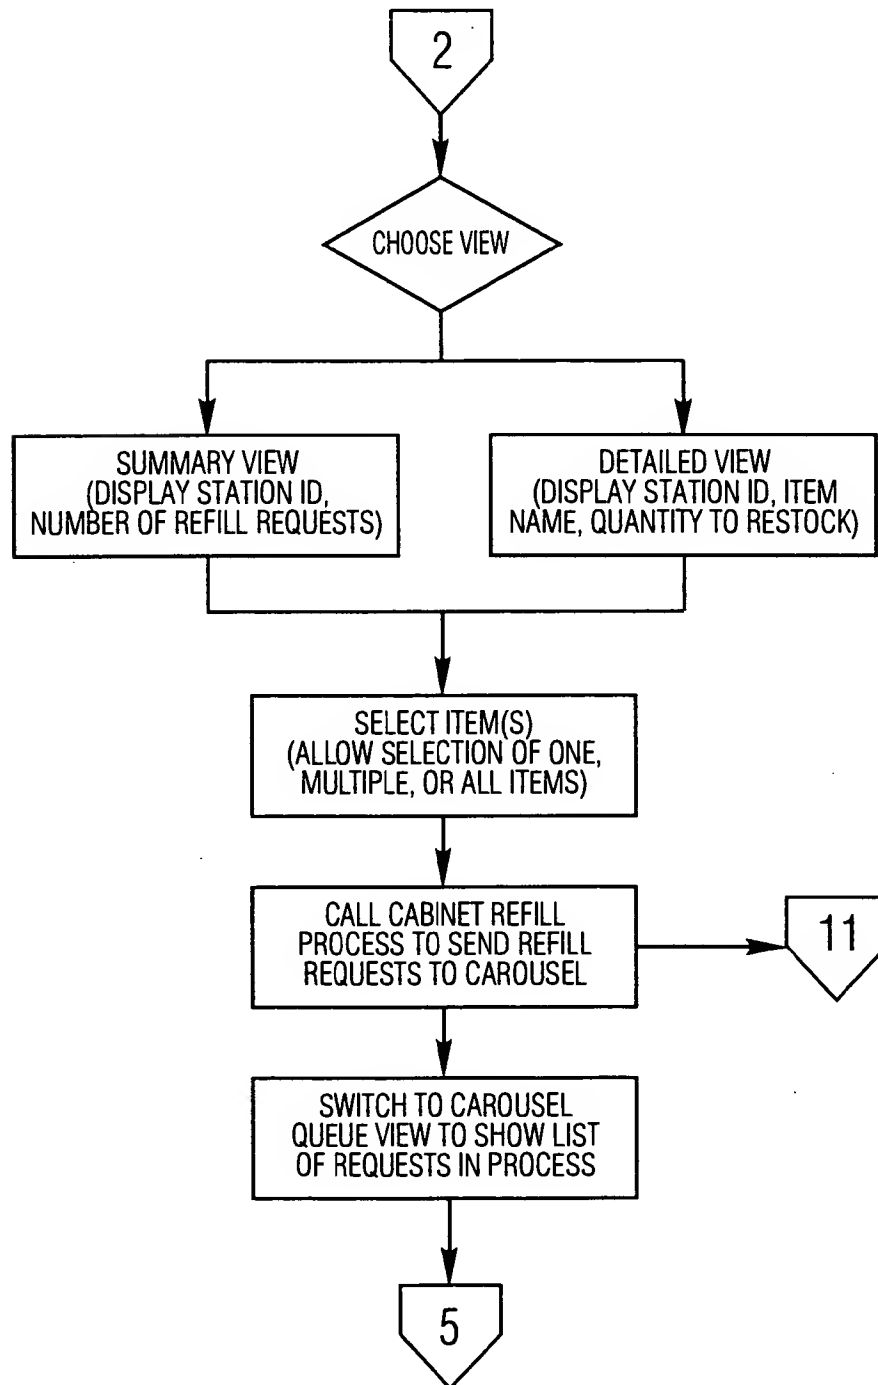 2
CHOOSE VIEW
SUMMARY VIEW
(DISPLAY STATION ID,
NUMBER OF REFILL REQUESTS)
DETAILED VIEW
(DISPLAY STATION ID, ITEM
NAME, QUANTITY TO RESTOCK)
SELECT ITEM(S)
(ALLOW SELECTION OF ONE,
MULTIPLE, OR ALL ITEMS)
CALL CABINET REFILL
PROCESS TO SEND REFILL
REQUESTS TO CAROUSEL
11
SWITCH TO CAROUSEL
QUEUE VIEW TO SHOW LIST
OF REQUESTS IN PROCESS
5